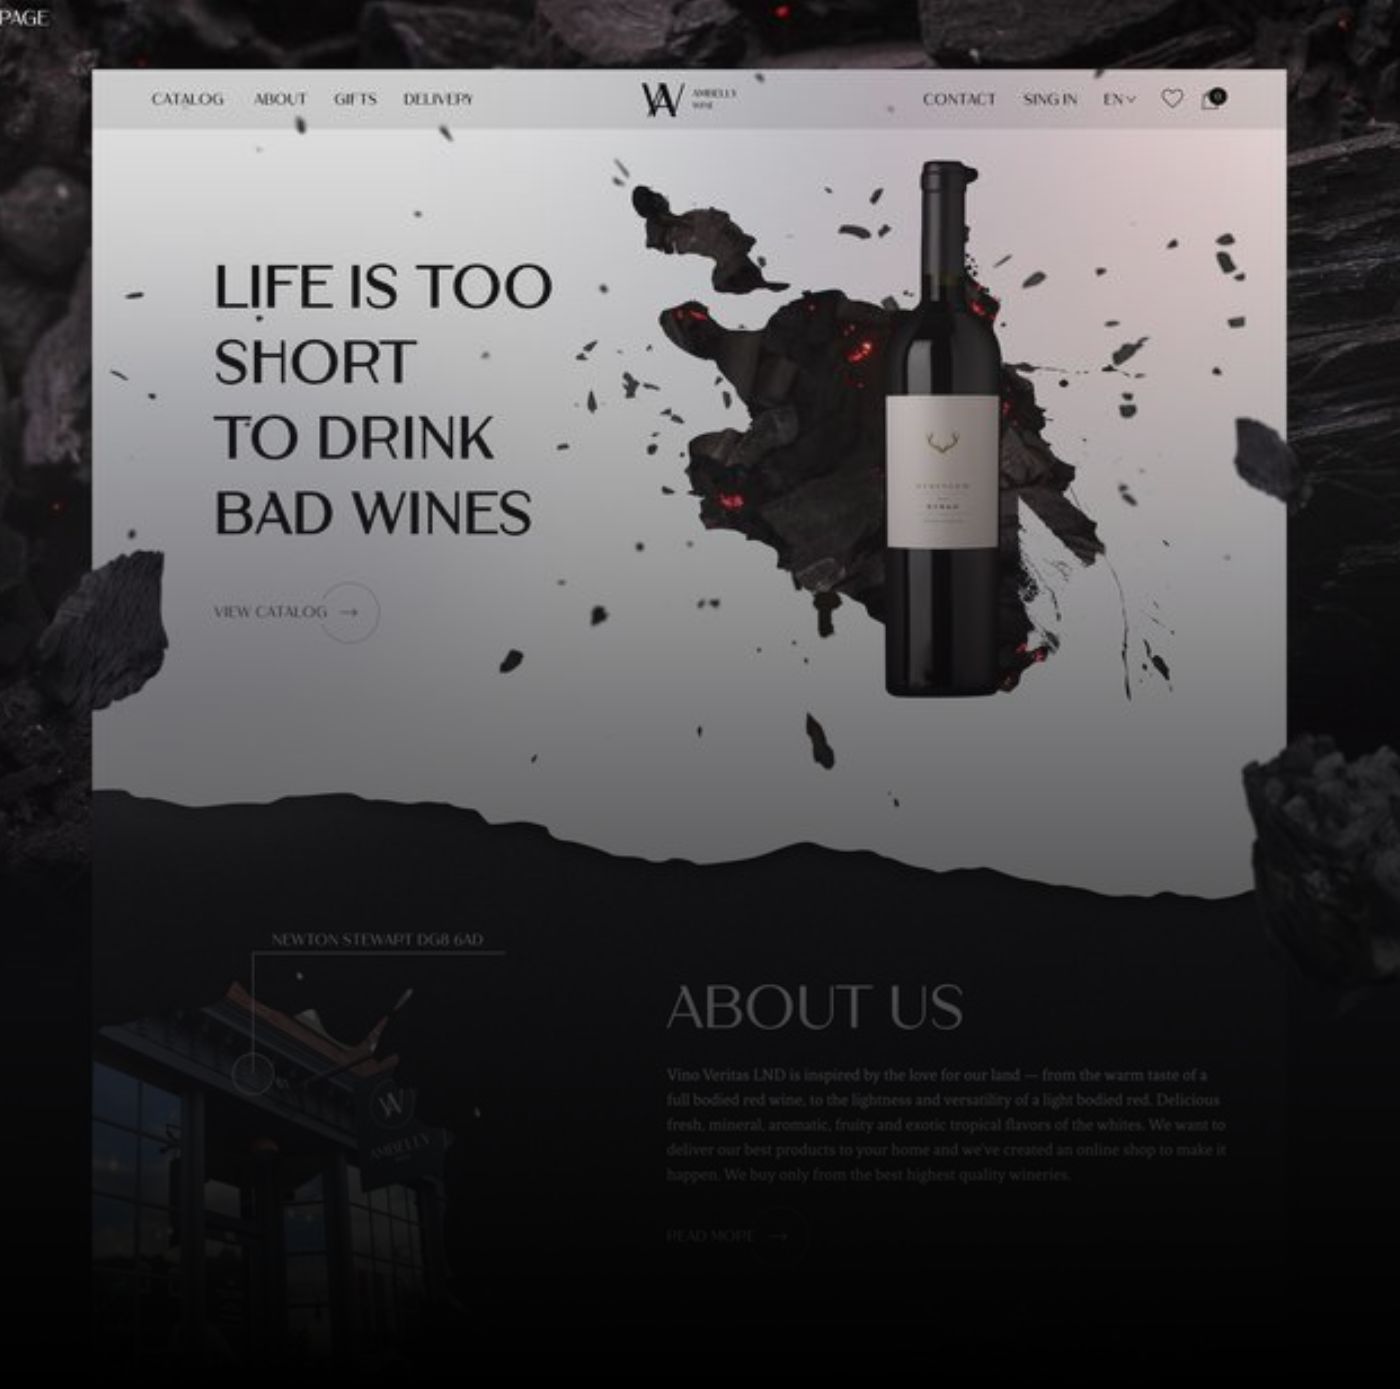 PAGE
CATALOG ABOUT GIFTS DELIVERY
AMBELLY
WINE
CONTACT SING IN EN
0
LIFE IS TOO
SHORT
TO DRINK
BAD WINES
VIEW CATALOG
SYRAH
NEWTON STEWART DG8 6AD
AMBELLY
ABOUT US
Vino Veritas LND is inspired by the love for our land — from the warm taste of a
full bodied red wine, to the lightness and versatility of a light bodied red. Delicious
fresh, mineral, aromatic, fruity and exotic tropical flavors of the whites. We want to
deliver our best products to your home and we've created an online shop to make it
happen. We buy only from the best highest quality wineries.
READ MORE